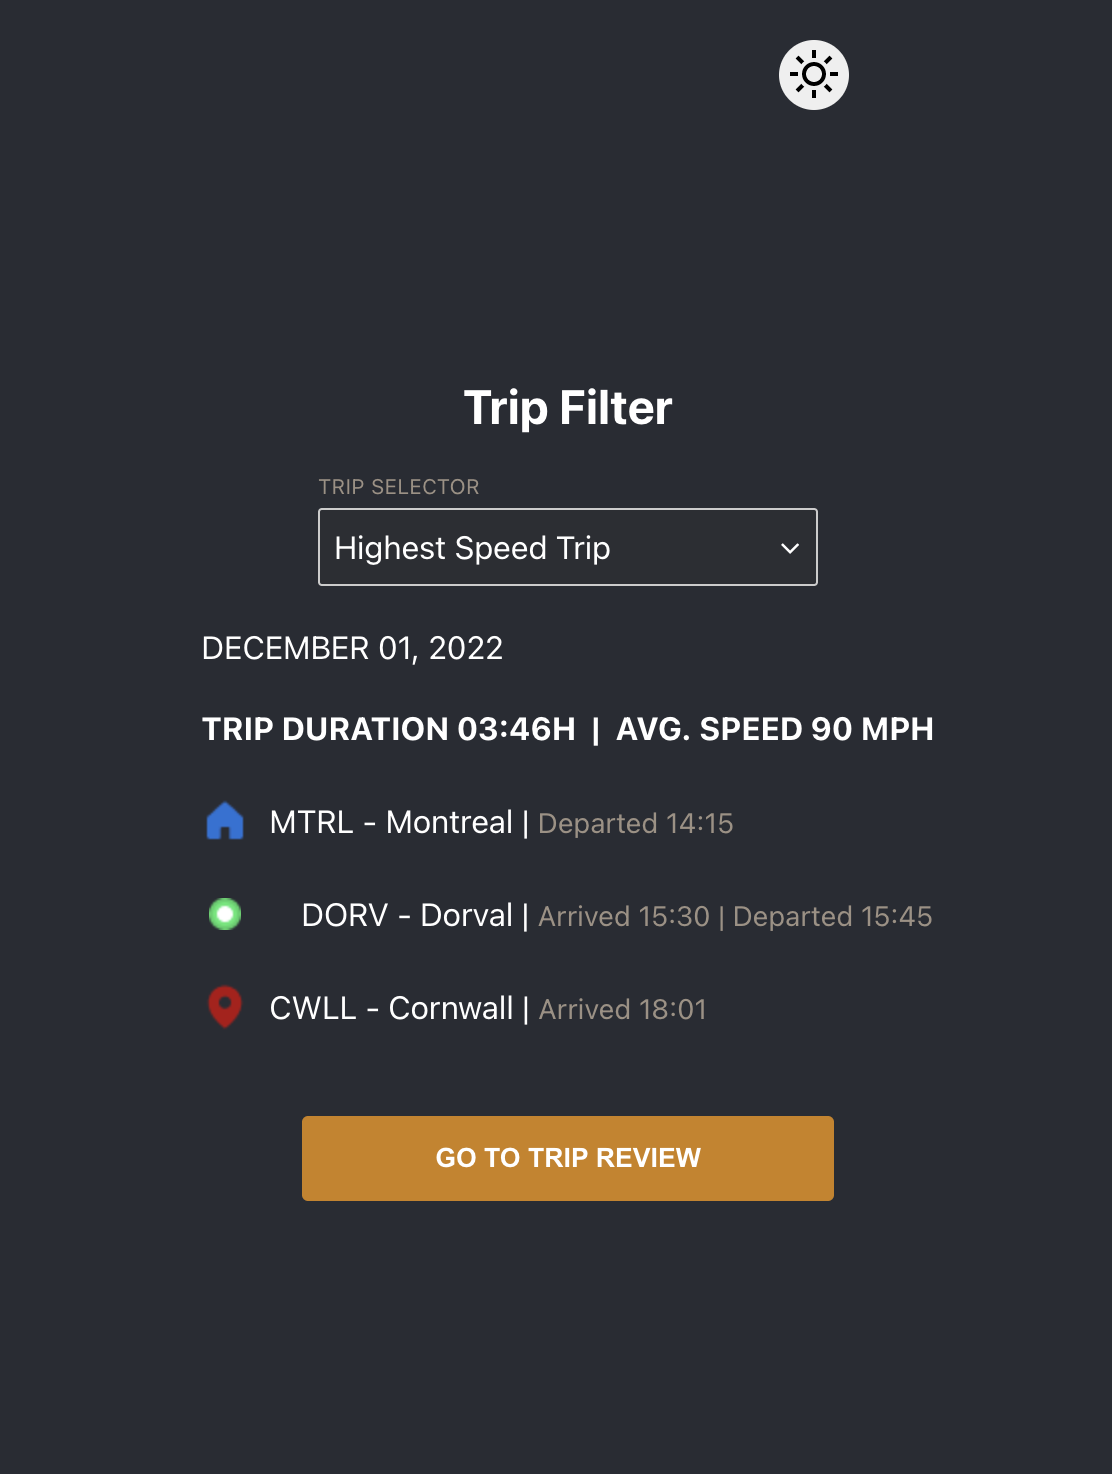 Trip Filter
TRIP SELECTOR
Highest Speed Trip
DECEMBER 01, 2022
TRIP DURATION 03:46H | AVG. SPEED 90 MPH
MTRL - Montreal | Departed 14:15
DORV - Dorval | Arrived 15:30 | Departed 15:45
CWLL - Cornwall | Arrived 18:01
GO TO TRIP REVIEW